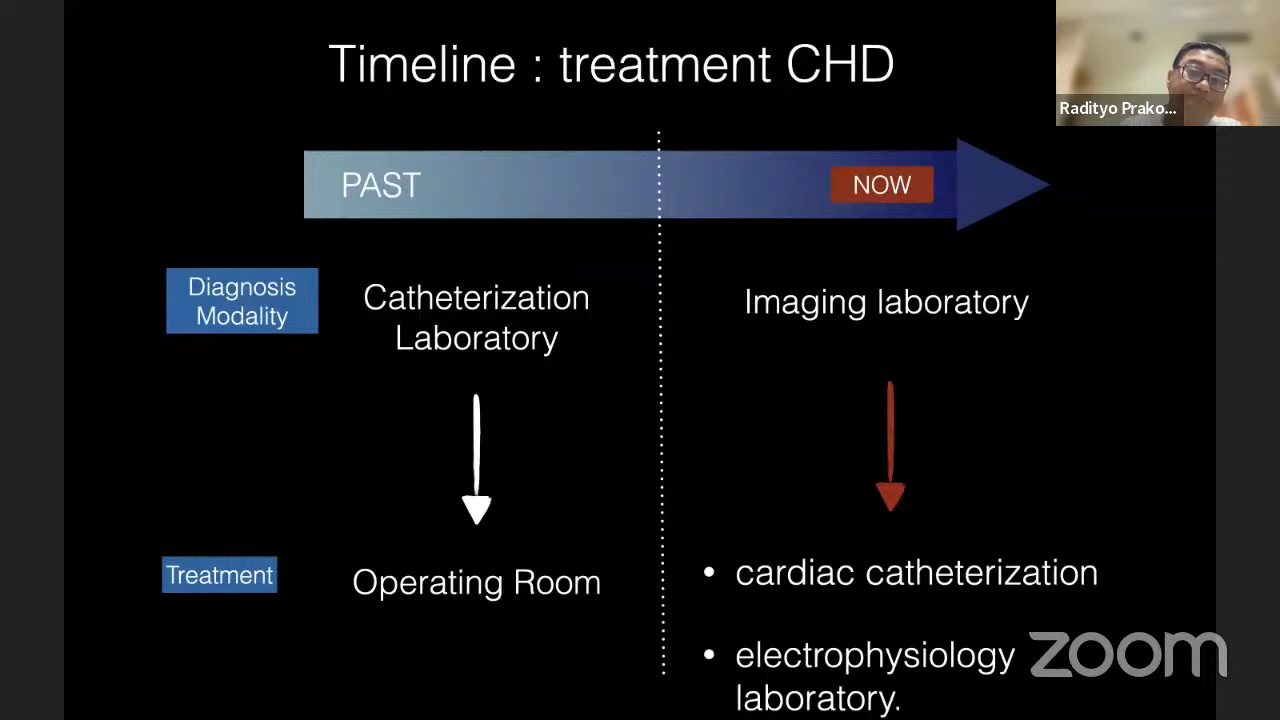 Timeline : treatment CHD
Radityo Prako...
PAST
NOW
Diagnosis
Modality
Catheterization
Laboratory
Imaging laboratory
Treatment
Operating Room
• cardiac catheterization
• electrophysiology
laboratory.
zoom